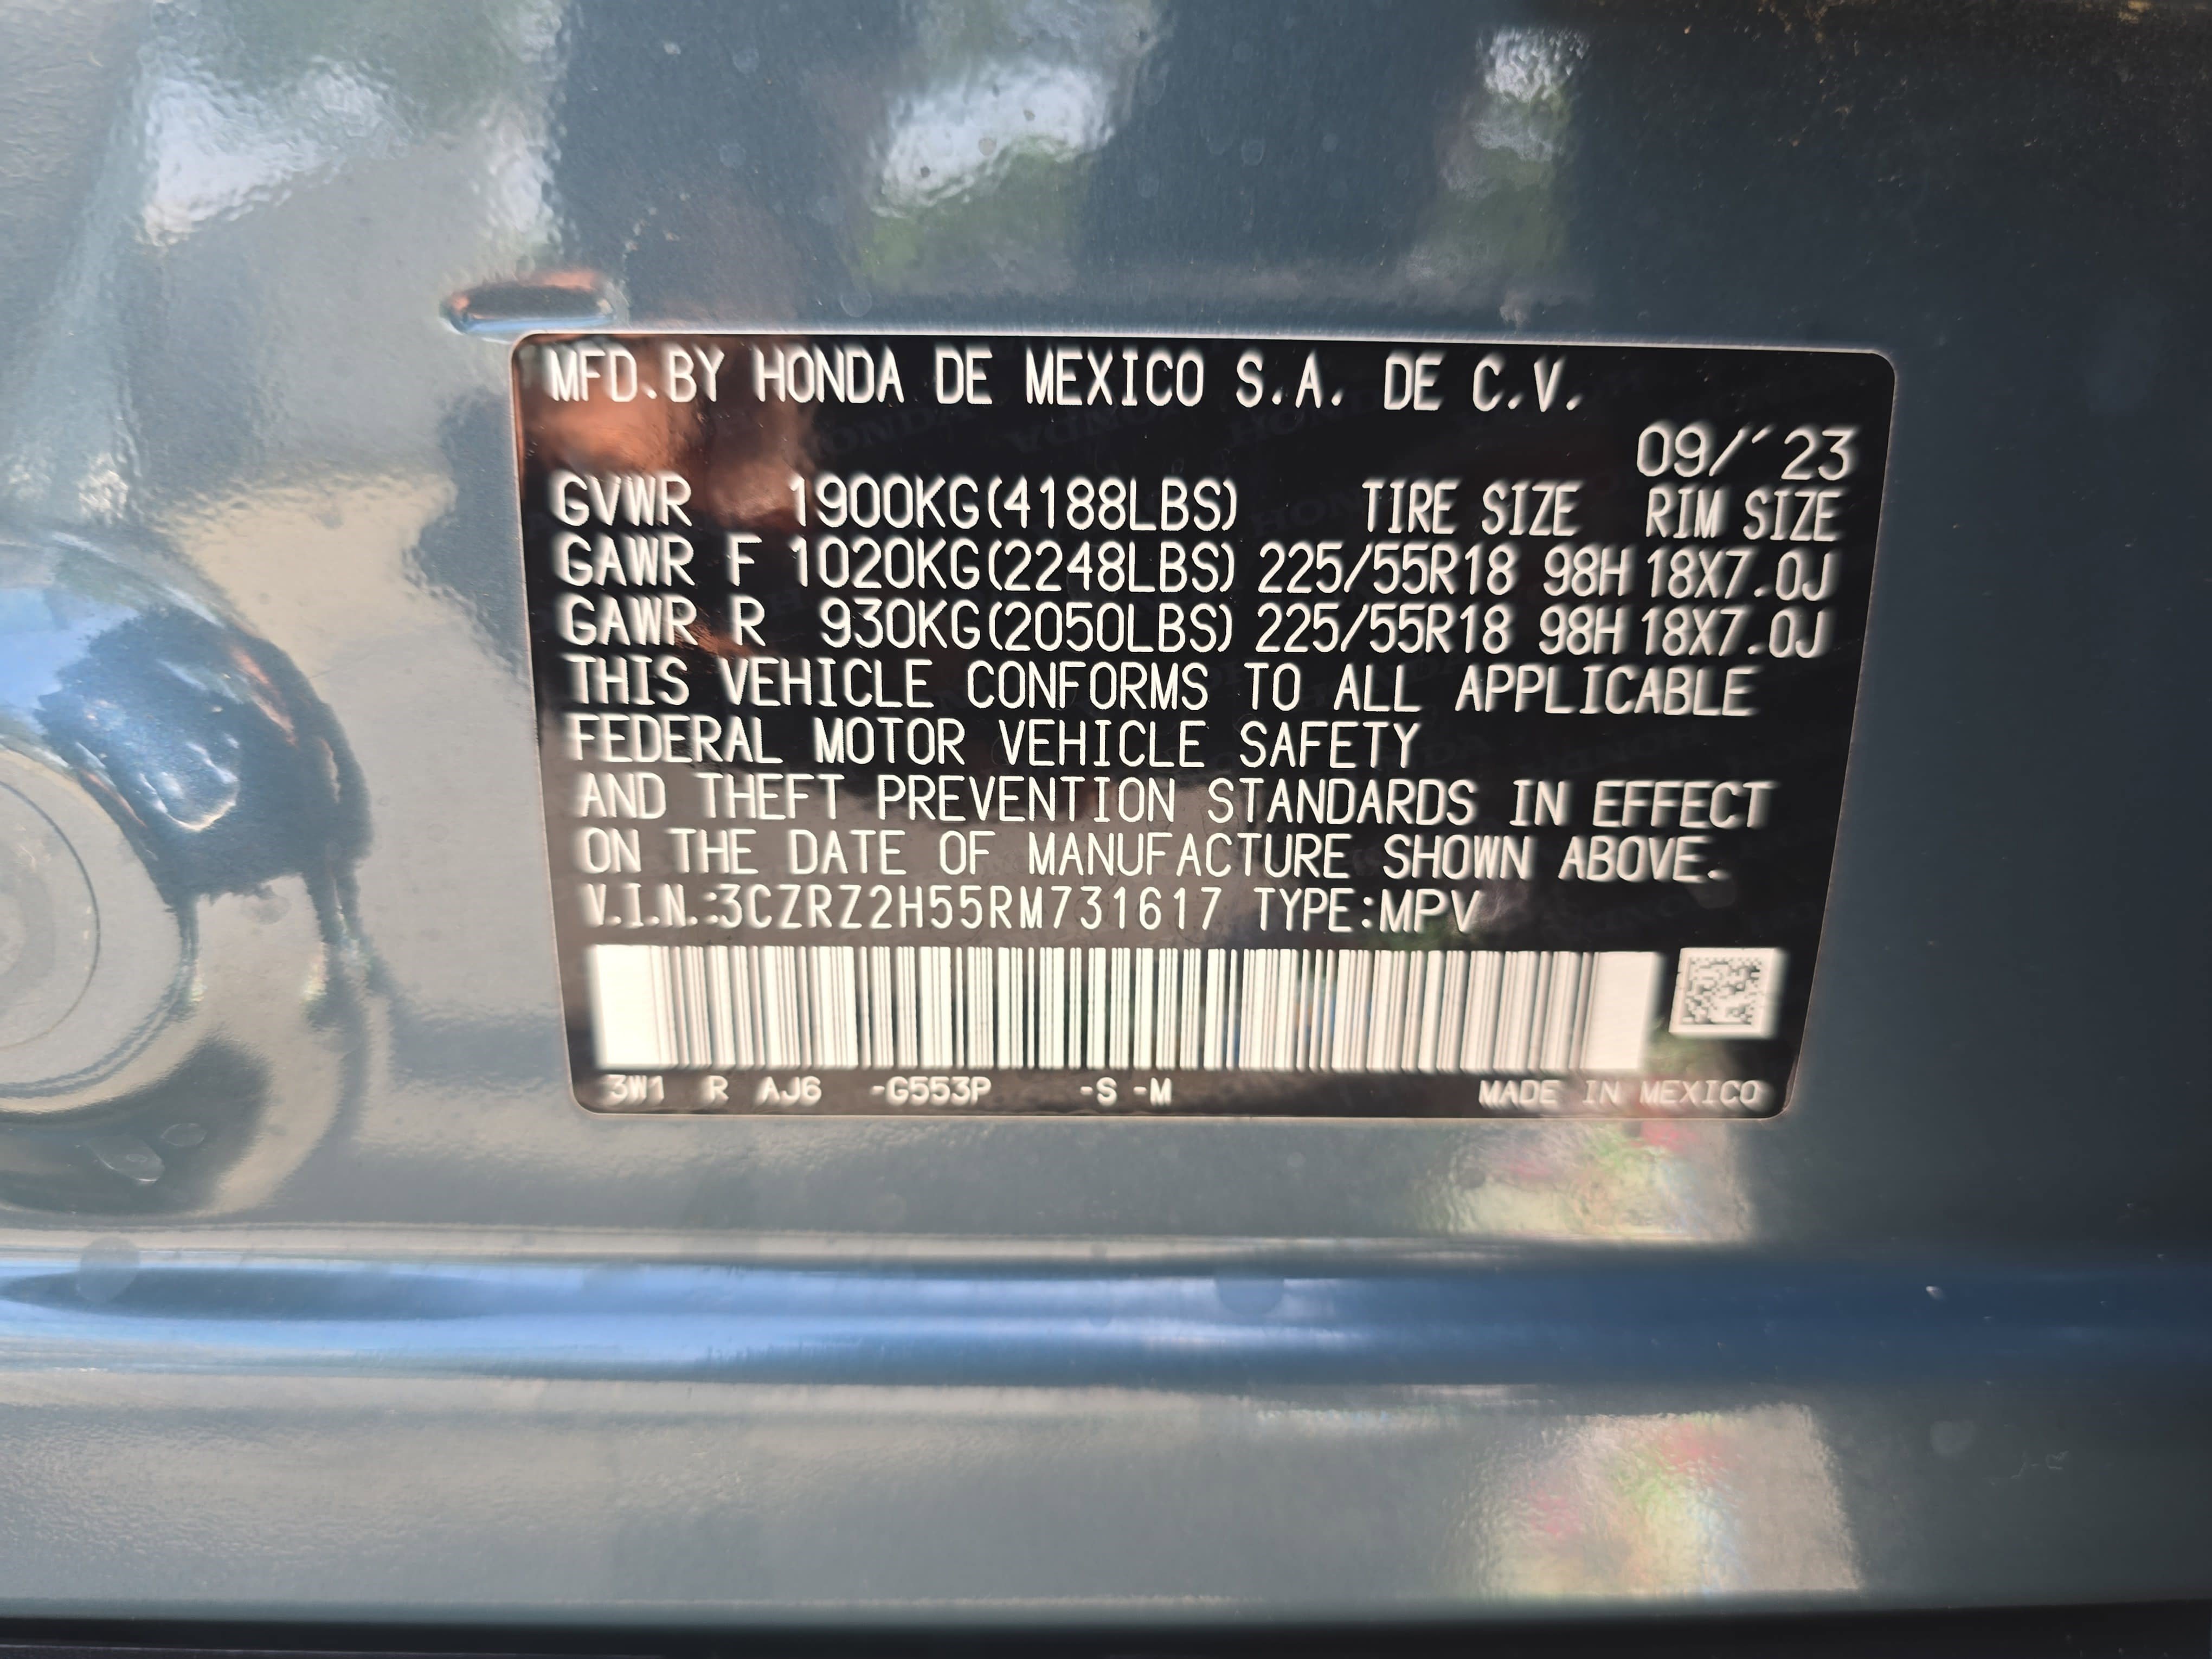 MFD.BY HONDA DE MEXICO S.A. DE C.V.
09/´23
GVWR 1900KG(4188LBS) TIRE SIZE RIM SIZE
GAWR F 1020KG(2248LBS) 225/55R18 98H 18X7.0J
GAWR R 930KG(2050LBS) 225/55R18 98H 18X7.0J
THIS VEHICLE CONFORMS TO ALL APPLICABLE
FEDERAL MOTOR VEHICLE SAFETY
AND THEFT PREVENTION STANDARDS IN EFFECT
ON THE DATE OF MANUFACTURE SHOWN ABOVE.
V.I.N.:3CZRZ2H55RM731617 TYPE:MPV
3W1 R AJ6 -G553P -S -M MADE IN MEXICO